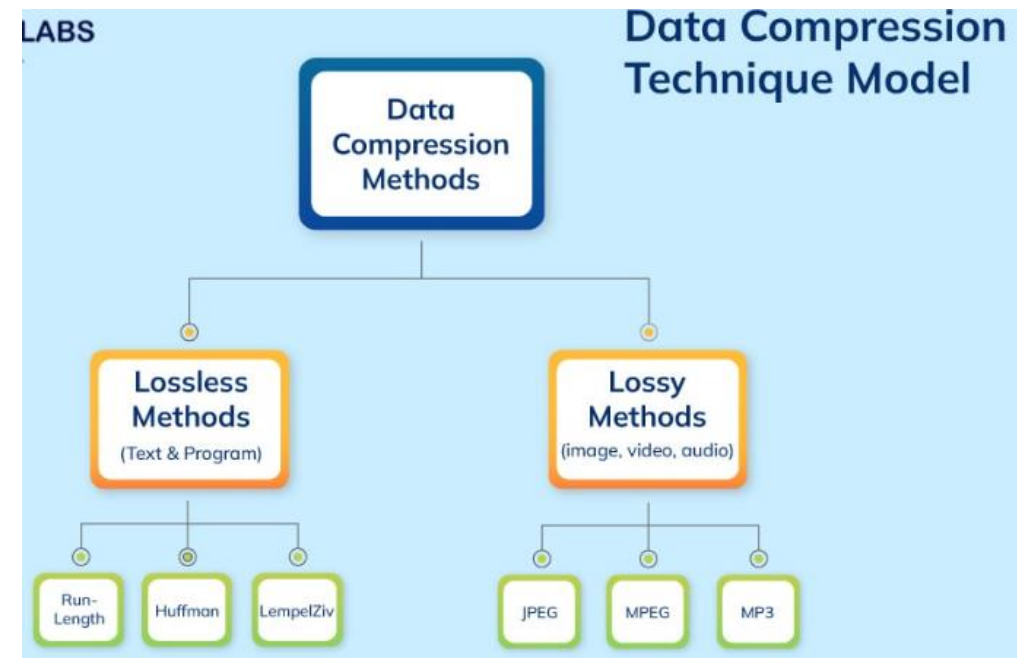 LABS
Data Compression
Technique Model
Data
Compression
Methods
Lossless
Methods
(Text & Program)
Lossy
Methods
(image, video, audio)
Run-
Length
Huffman
LempelZiv
JPEG
MPEG
MP3